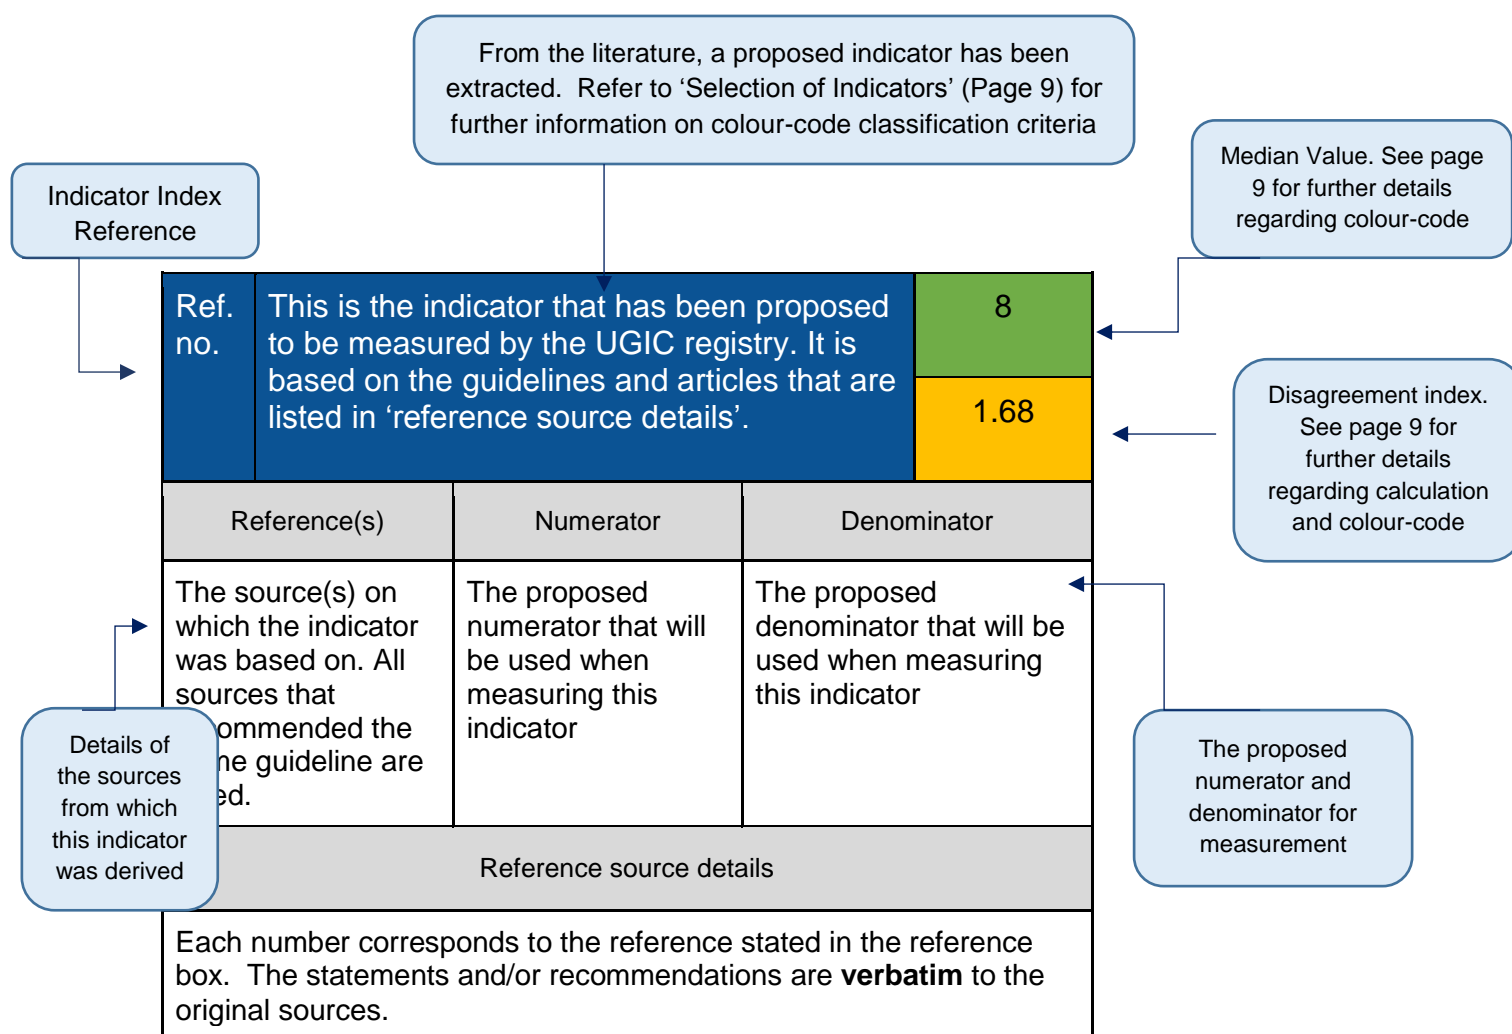 From the literature, a proposed indicator has been
extracted.  Refer to ‘Selection of Indicators’ (Page 9) for
further information on colour-code classification criteria
Indicator Index
Reference
Median Value. See page
9 for further details
regarding colour-code
Ref.
no.
This is the indicator that has been proposed
to be measured by the UGIC registry. It is
based on the guidelines and articles that are
listed in ‘reference source details’.
8
1.68
Disagreement index.
See page 9 for
further details
regarding calculation
and colour-code
Reference(s)
Numerator
Denominator
The source(s) on
which the indicator
was based on. All
sources that
ommended the
me guideline are
ed.
The proposed
numerator that will
be used when
measuring this
indicator
The proposed
denominator that will be
used when measuring
this indicator
Details of
the sources
from which
this indicator
was derived
The proposed
numerator and
denominator for
measurement
Reference source details
Each number corresponds to the reference stated in the reference
box.  The statements and/or recommendations are verbatim to the
original sources.